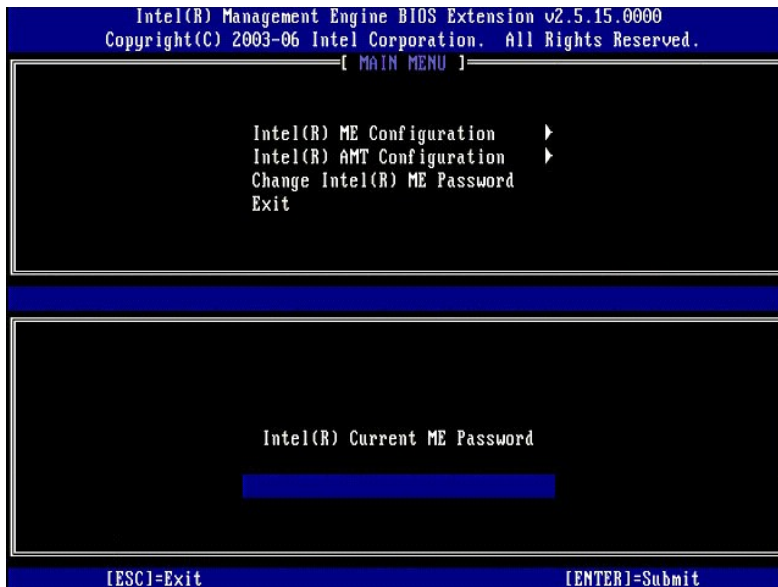 Intel(R) Management Engine BIOS Extension v2.5.15.0000
Copyright(C) 2003-06 Intel Corporation. All Rights Reserved.
[ MAIN MENU ]
Intel(R) ME Configuration
Intel(R) AMT Configuration
Change Intel(R) ME Password
Exit
Intel(R) Current ME Password
[ESC]=Exit [ENTER]=Submit